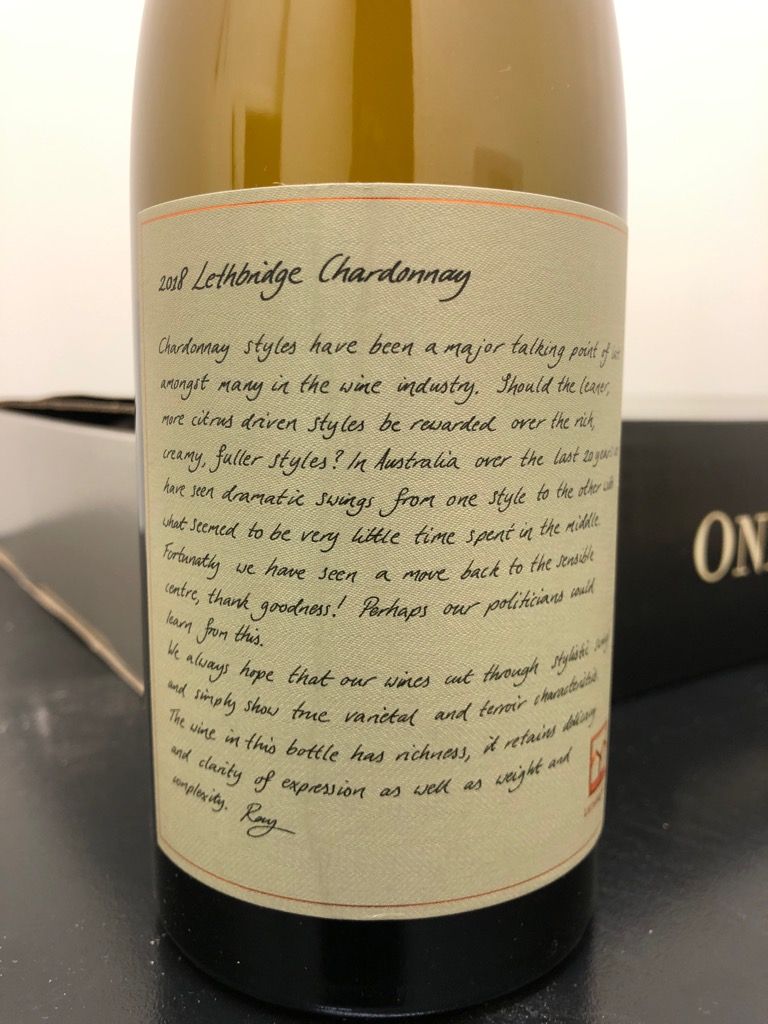 2018 Lethbridge Chardonnay
Chardonnay styles have been a major talking point of
amongst many in the wine industry. Should the leaner,
more citrus driven styles be rewarded over the rich,
creamy, fuller styles? In Australia over the last 20 years
have seen dramatic swings from one style to the other with
what seemed to be very little time spent in the middle.
Fortunatly we have seen a move back to the sensible
centre, thank goodness! Perhaps our politicians could
learn from this.
We always hope that our wines cut through stylistic
and simply show true varietal and terroir characteristics.
The wine in this bottle has richness, it retains delicacy
and clarity of expression as well as weight and
complexity. Ray